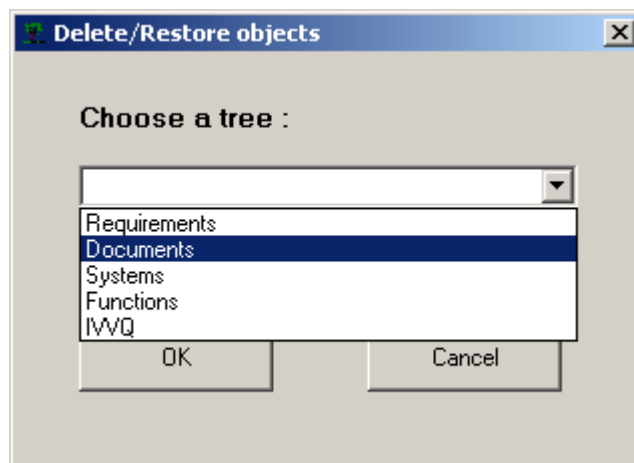 Delete/Restore objects
Choose a tree :
Requirements
Documents
Systems
Functions
IVVQ
OK Cancel